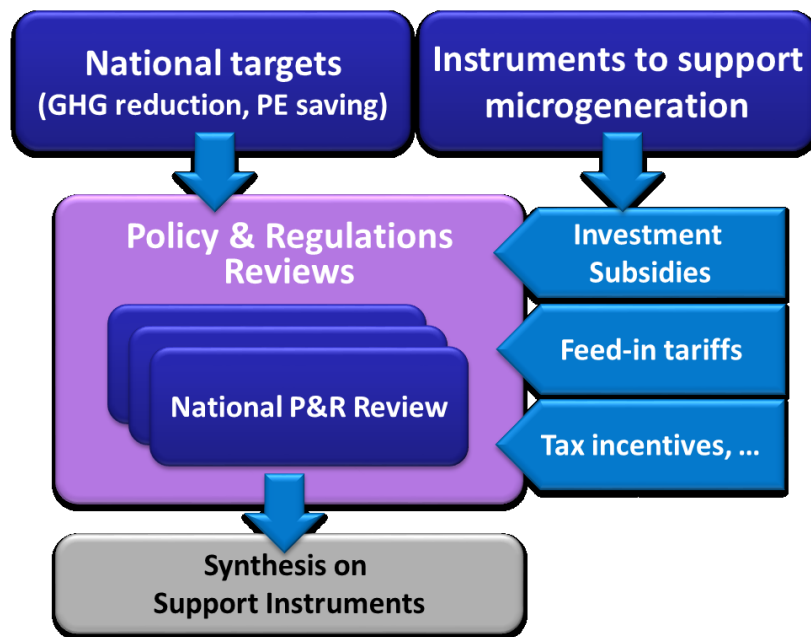 National targets
(GHG reduction, PE saving)
Instruments to support
microgeneration
Policy & Regulations
Reviews
Investment
Subsidies
Feed-in tariffs
National P&R Review
Tax incentives, ...
Synthesis on
Support Instruments